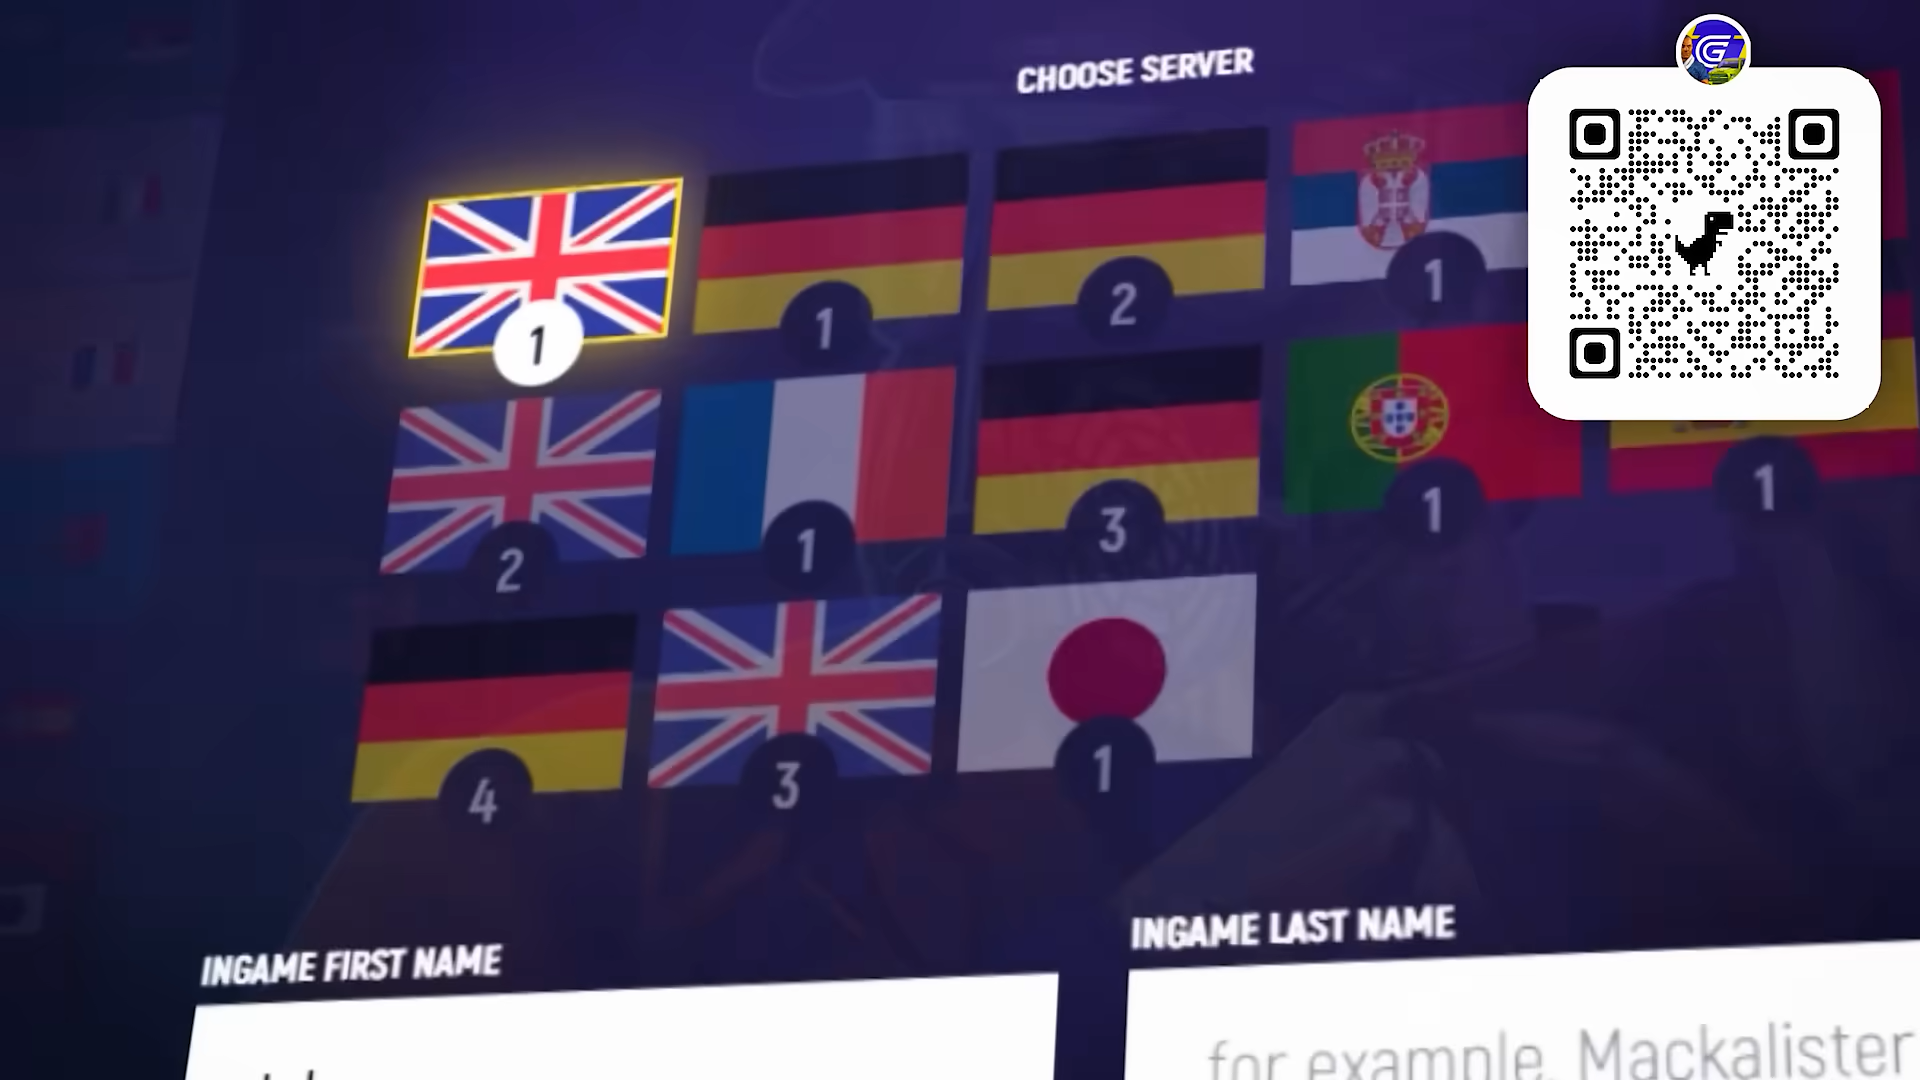 CHOOSE SERVER
1 1 2 1
2 1 3 1 1
4 3 1
INGAME FIRST NAME
INGAME LAST NAME
for example, Mackalister